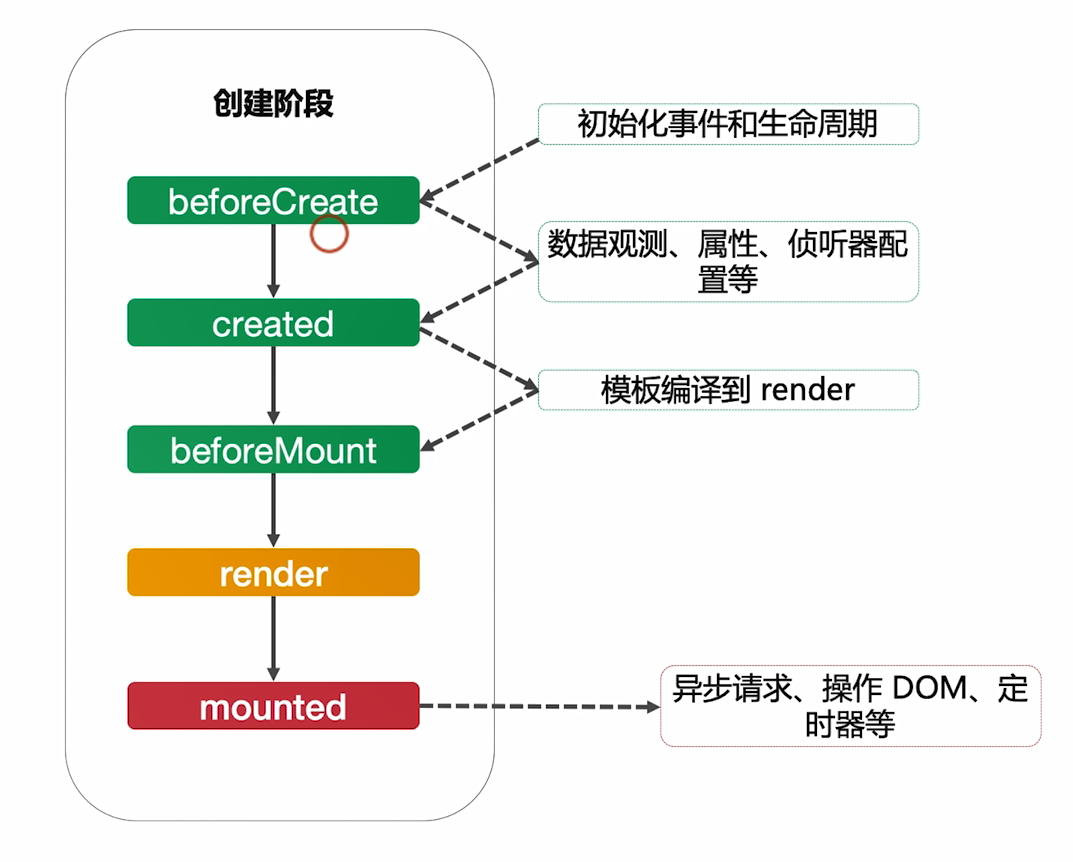 创建阶段
初始化事件和生命周期
beforeCreate
数据观测、属性、侦听器配
置等
created
模板编译到 render
beforeMount
render
mounted
异步请求、操作 DOM、定
时器等